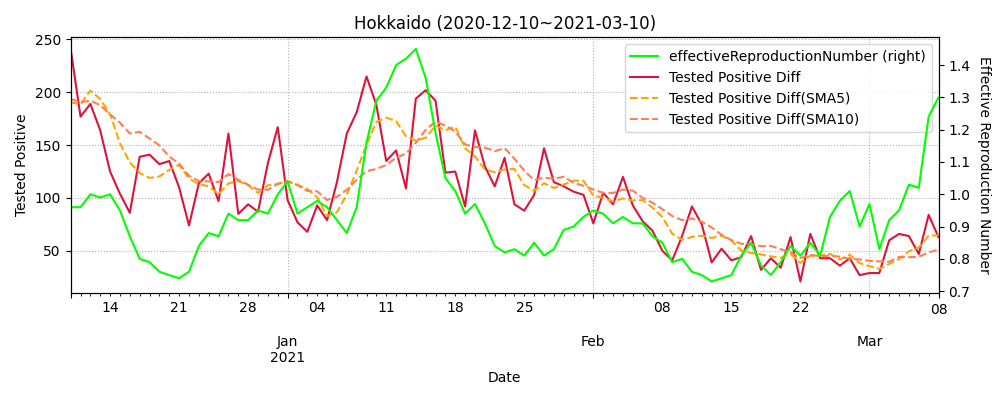 Hokkaido (2020-12-10~2021-03-10)
effectiveReproductionNumber (right)
Tested Positive Diff
Tested Positive Diff(SMA5)
Tested Positive Diff(SMA10)
Tested Positive
250
200
150
100
50
Effective Reproduction Number
1.4
1.3
1.2
1.1
1.0
0.9
0.8
0.7
14 21 28 04 11 18 25 08 15 22 08
Jan Feb Mar
2021
Date